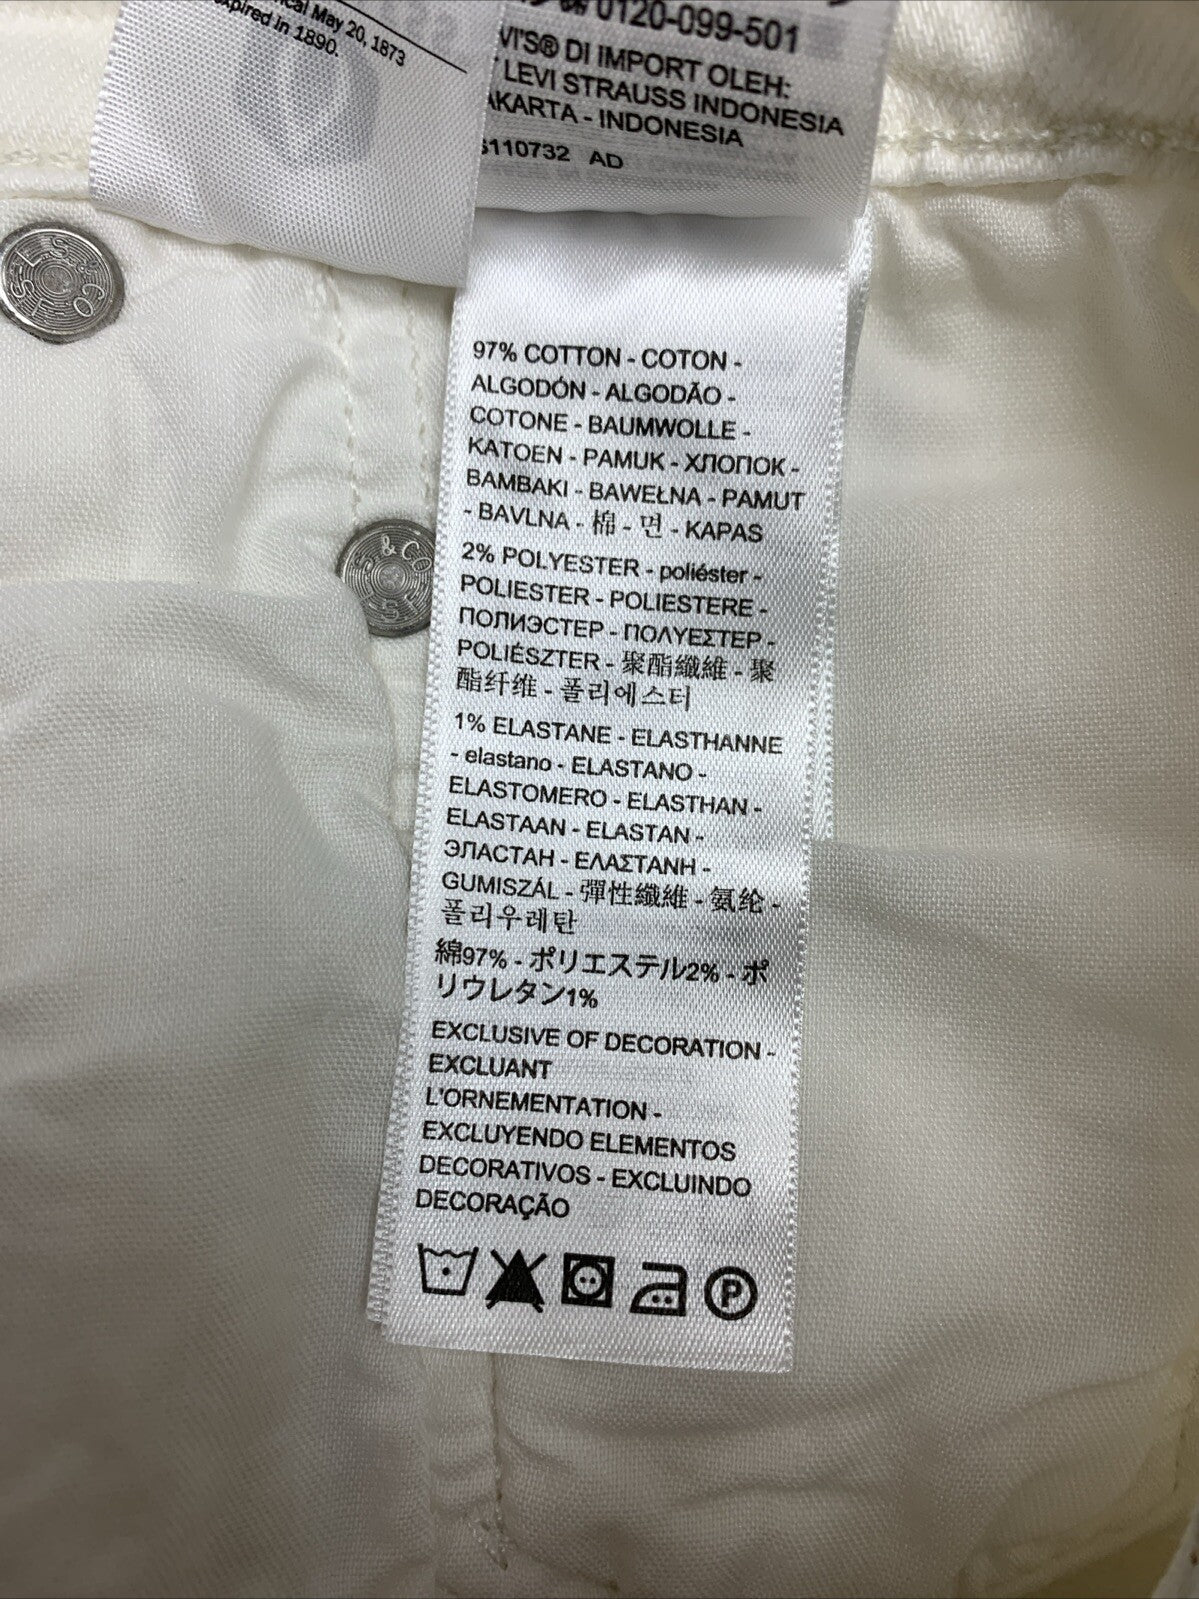 May 20, 1873
expired in 1890.
0120-099-501
DI IMPORT OLEH:
LEVI STRAUSS INDONESIA
- INDONESIA
AD
LS & CO
97% COTTON - COTON -
ALGODÓN - ALGODÃO -
COTONE - BAUMWOLLE -
KATOEN - PAMUK - ХЛОПОК -
BAMBAKI - BAWEŁNA - PAMUT
- BAVLNA - 棉 - 면 - KAPAS
2% POLYESTER - poliéster -
POLIESTER - POLIESTERE -
ПОЛИЭСТЕР - ΠΟΛΥΕΣΤΕΡ -
POLIÉSZTER - 聚酯纖維 - 聚
酯纤维 - 폴리에스터
1% ELASTANE - ELASTHANNE
- elastano - ELASTANO -
ELASTOMERO - ELASTHAN -
ELASTAAN - ELASTAN -
ЭЛАСТАН - ΕΛΑΣΤΑΝΗ -
GUMISZÁL - 彈性纖維 - 氨纶 -
폴리우레탄
綿97% - ポリエステル2% - ポ
リウレタン1%
EXCLUSIVE OF DECORATION -
EXCLUANT
L'ORNEMENTATION -
EXCLUYENDO ELEMENTOS
DECORATIVOS - EXCLUINDO
DECORAÇÃO
P